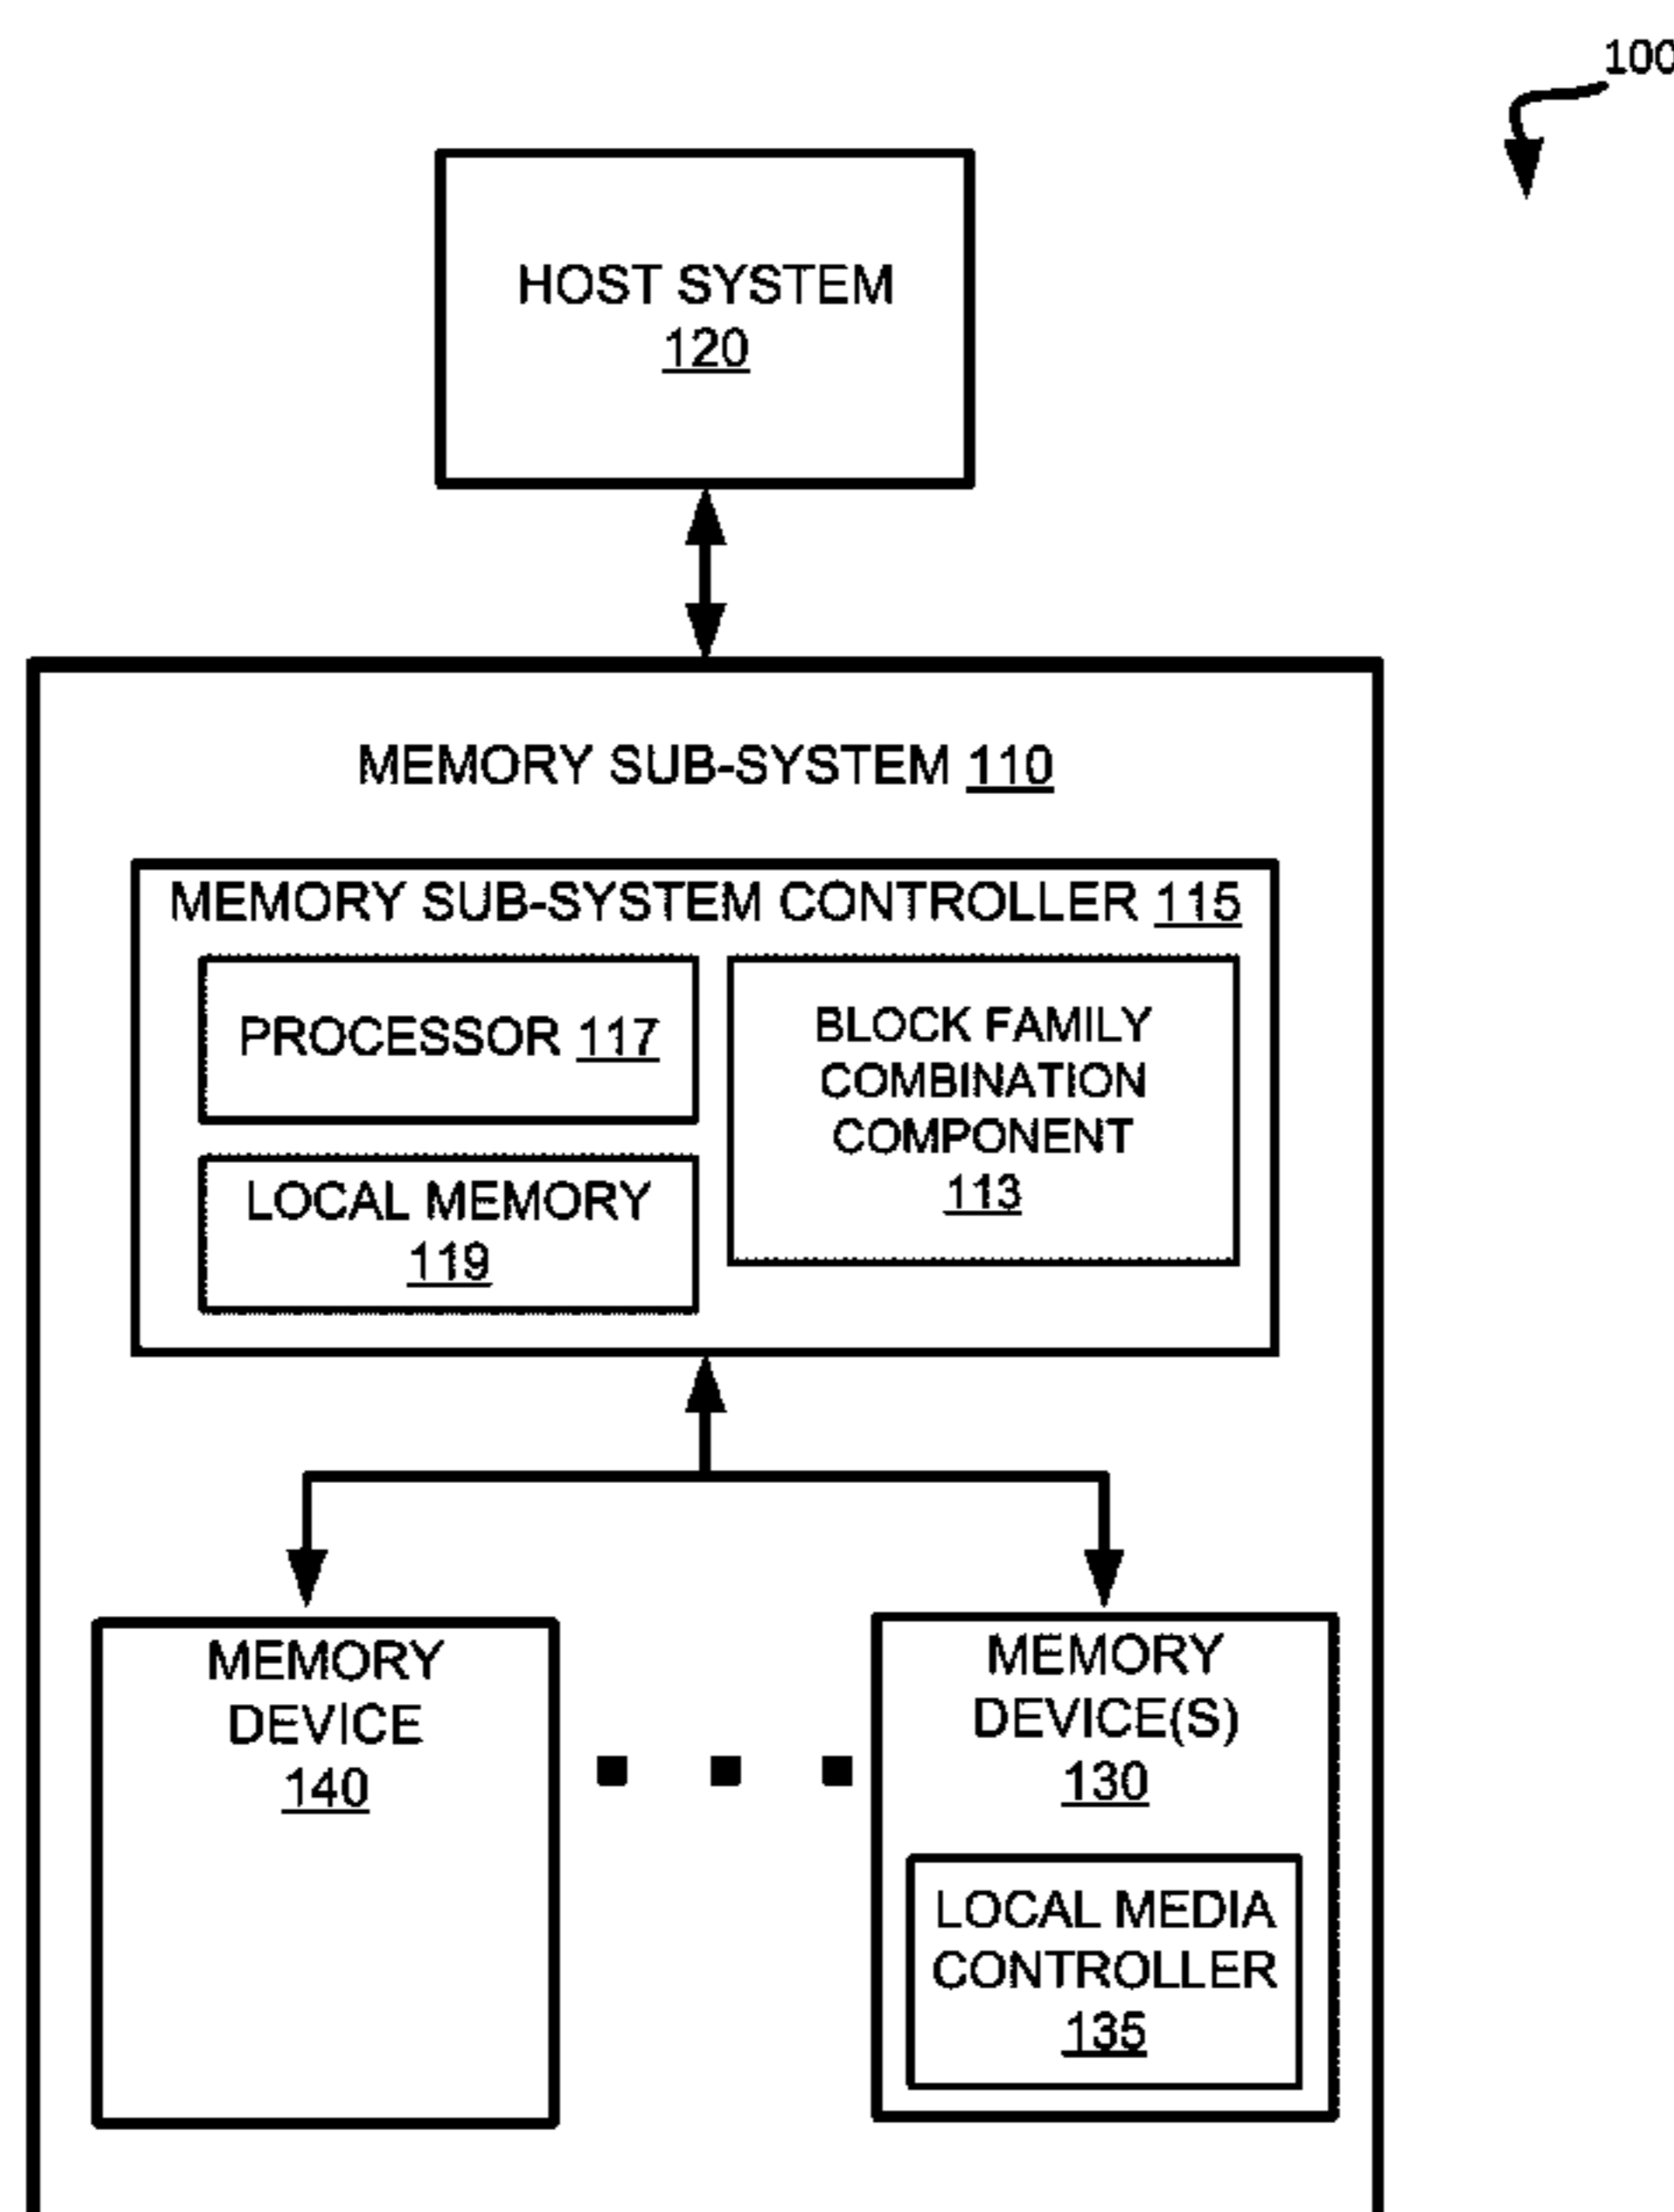 100
HOST SYSTEM
120
MEMORY SUB-SYSTEM 110
MEMORY SUB-SYSTEM CONTROLLER 115
PROCESSOR 117
LOCAL MEMORY
119
BLOCK FAMILY
COMBINATION
COMPONENT
113
MEMORY
DEVICE
140
MEMORY
DEVICE(S)
130
LOCAL MEDIA
CONTROLLER
135